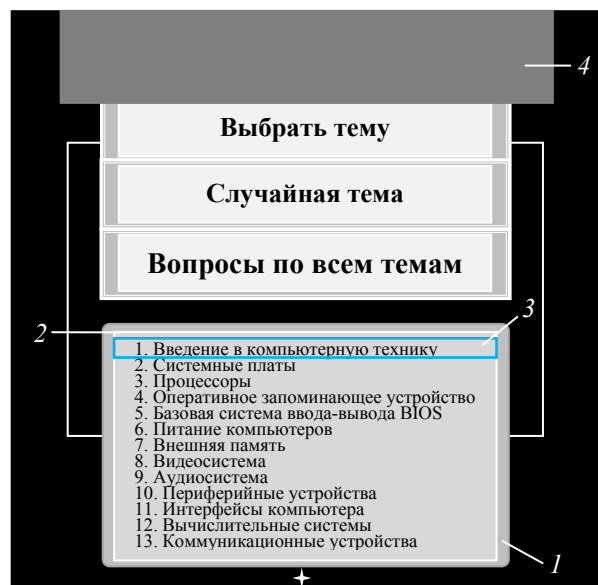 4
Выбрать тему
Случайная тема
Вопросы по всем темам
3
2
1. Введение в компьютерную технику
2. Системные платы
3. Процессоры
4. Оперативное запоминающее устройство
5. Базовая система ввода-вывода BIOS
6. Питание компьютеров
7. Внешняя память
8. Видеосистема
9. Аудиосистема
10. Периферийные устройства
11. Интерфейсы компьютера
12. Вычислительные системы
13. Коммуникационные устройства
1